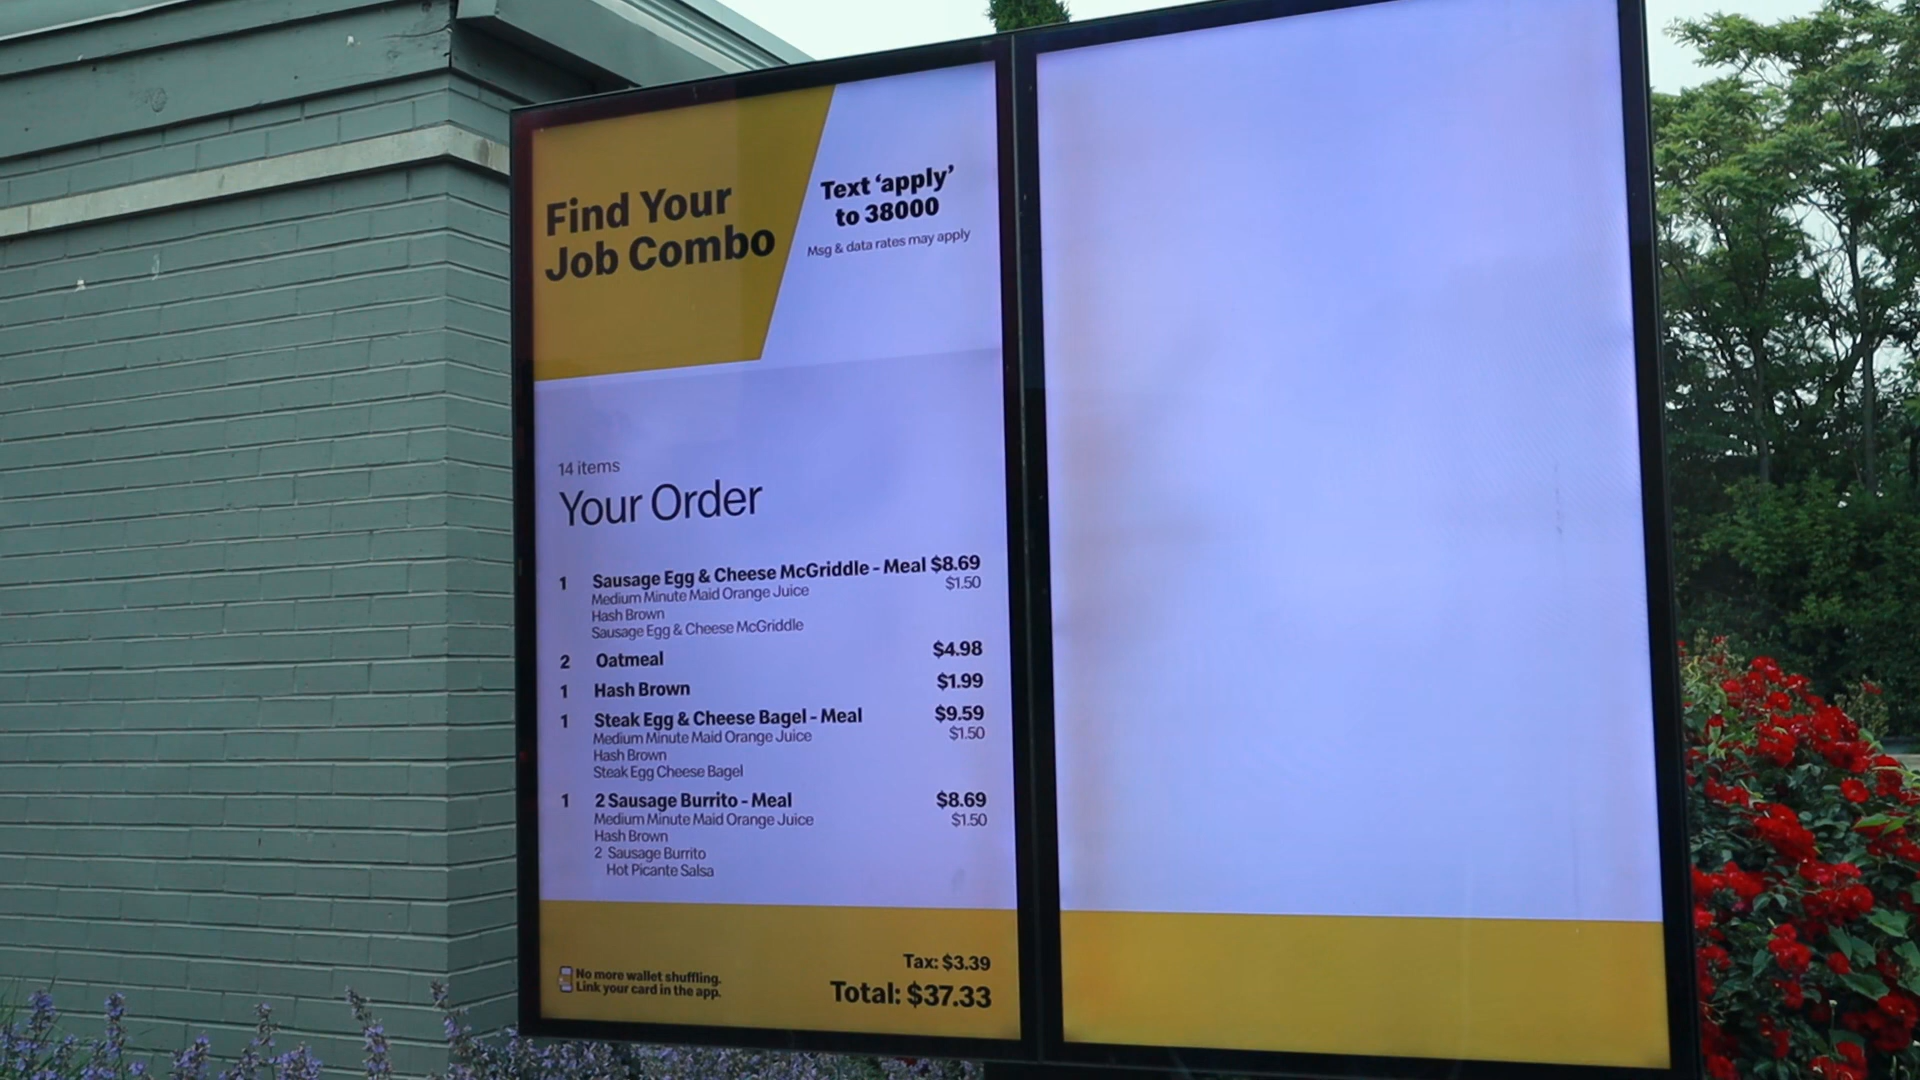 Find Your
Job Combo
Text ‘apply’
to 38000
Msg & data rates may apply
14 items
Your Order
1 Sausage Egg & Cheese McGriddle - Meal $8.69
Medium Minute Maid Orange Juice $1.50
Hash Brown
Sausage Egg & Cheese McGriddle
2 Oatmeal $4.98
1 Hash Brown $1.99
1 Steak Egg & Cheese Bagel - Meal $9.59
Medium Minute Maid Orange Juice $1.50
Hash Brown
Steak Egg Cheese Bagel
1 2 Sausage Burrito - Meal $8.69
Medium Minute Maid Orange Juice $1.50
Hash Brown
2 Sausage Burrito
Hot Picante Salsa
No more wallet shuffling.
Link your card in the app.
Tax: $3.39
Total: $37.33